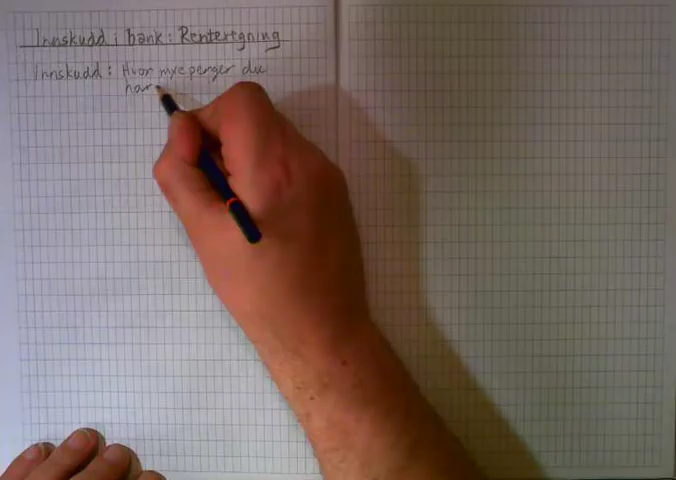 Innskudd i bank: Renteregning
Innskudd: Hvor mye penger du
har